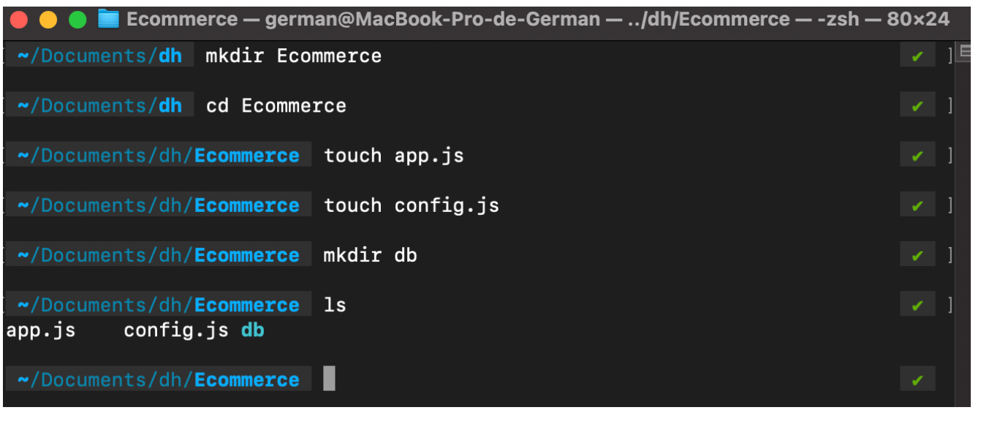 Ecommerce — german@MacBook-Pro-de-German — ../dh/Ecommerce — -zsh — 80×24
~/Documents/dh mkdir Ecommerce ✔ ]
~/Documents/dh cd Ecommerce ✔ ]
~/Documents/dh/Ecommerce touch app.js ✔ ]
~/Documents/dh/Ecommerce touch config.js ✔ ]
~/Documents/dh/Ecommerce mkdir db ✔ ]
~/Documents/dh/Ecommerce ls ✔ ]
app.js config.js db
~/Documents/dh/Ecommerce ✔